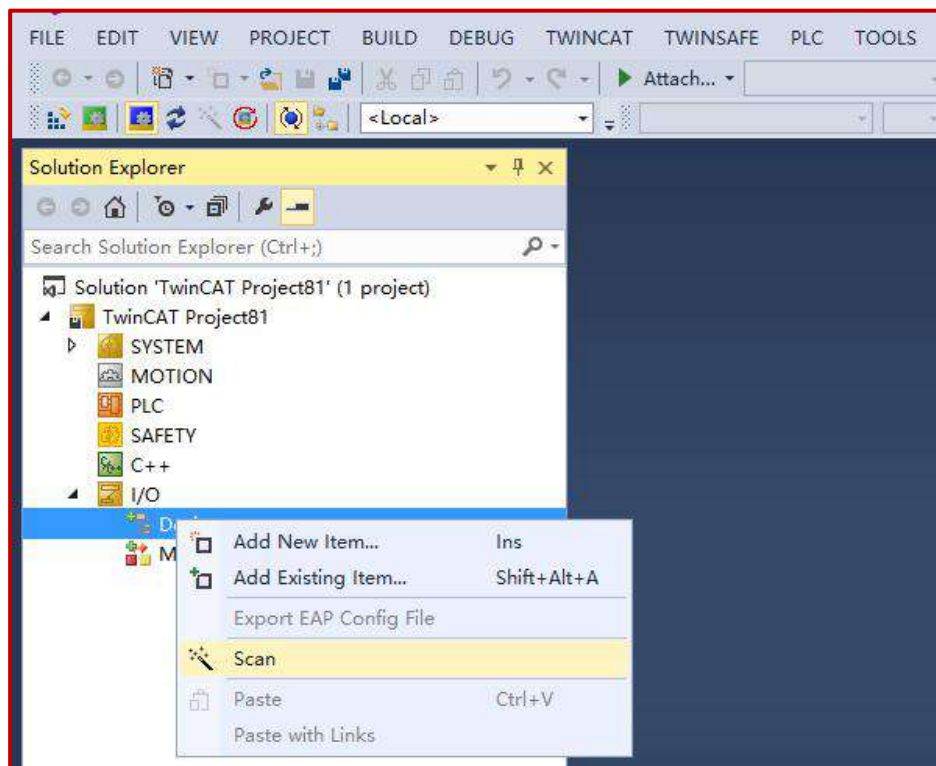 FILE EDIT VIEW PROJECT BUILD DEBUG TWINCAT TWINSAFE PLC TOOLS
Attach...
<Local>
Solution Explorer
Search Solution Explorer (Ctrl+;)
Solution 'TwinCAT Project81' (1 project)
TwinCAT Project81
SYSTEM
MOTION
PLC
SAFETY
C++
I/O
Add New Item... Ins
Add Existing Item... Shift+Alt+A
Export EAP Config File
Scan
Paste Ctrl+V
Paste with Links